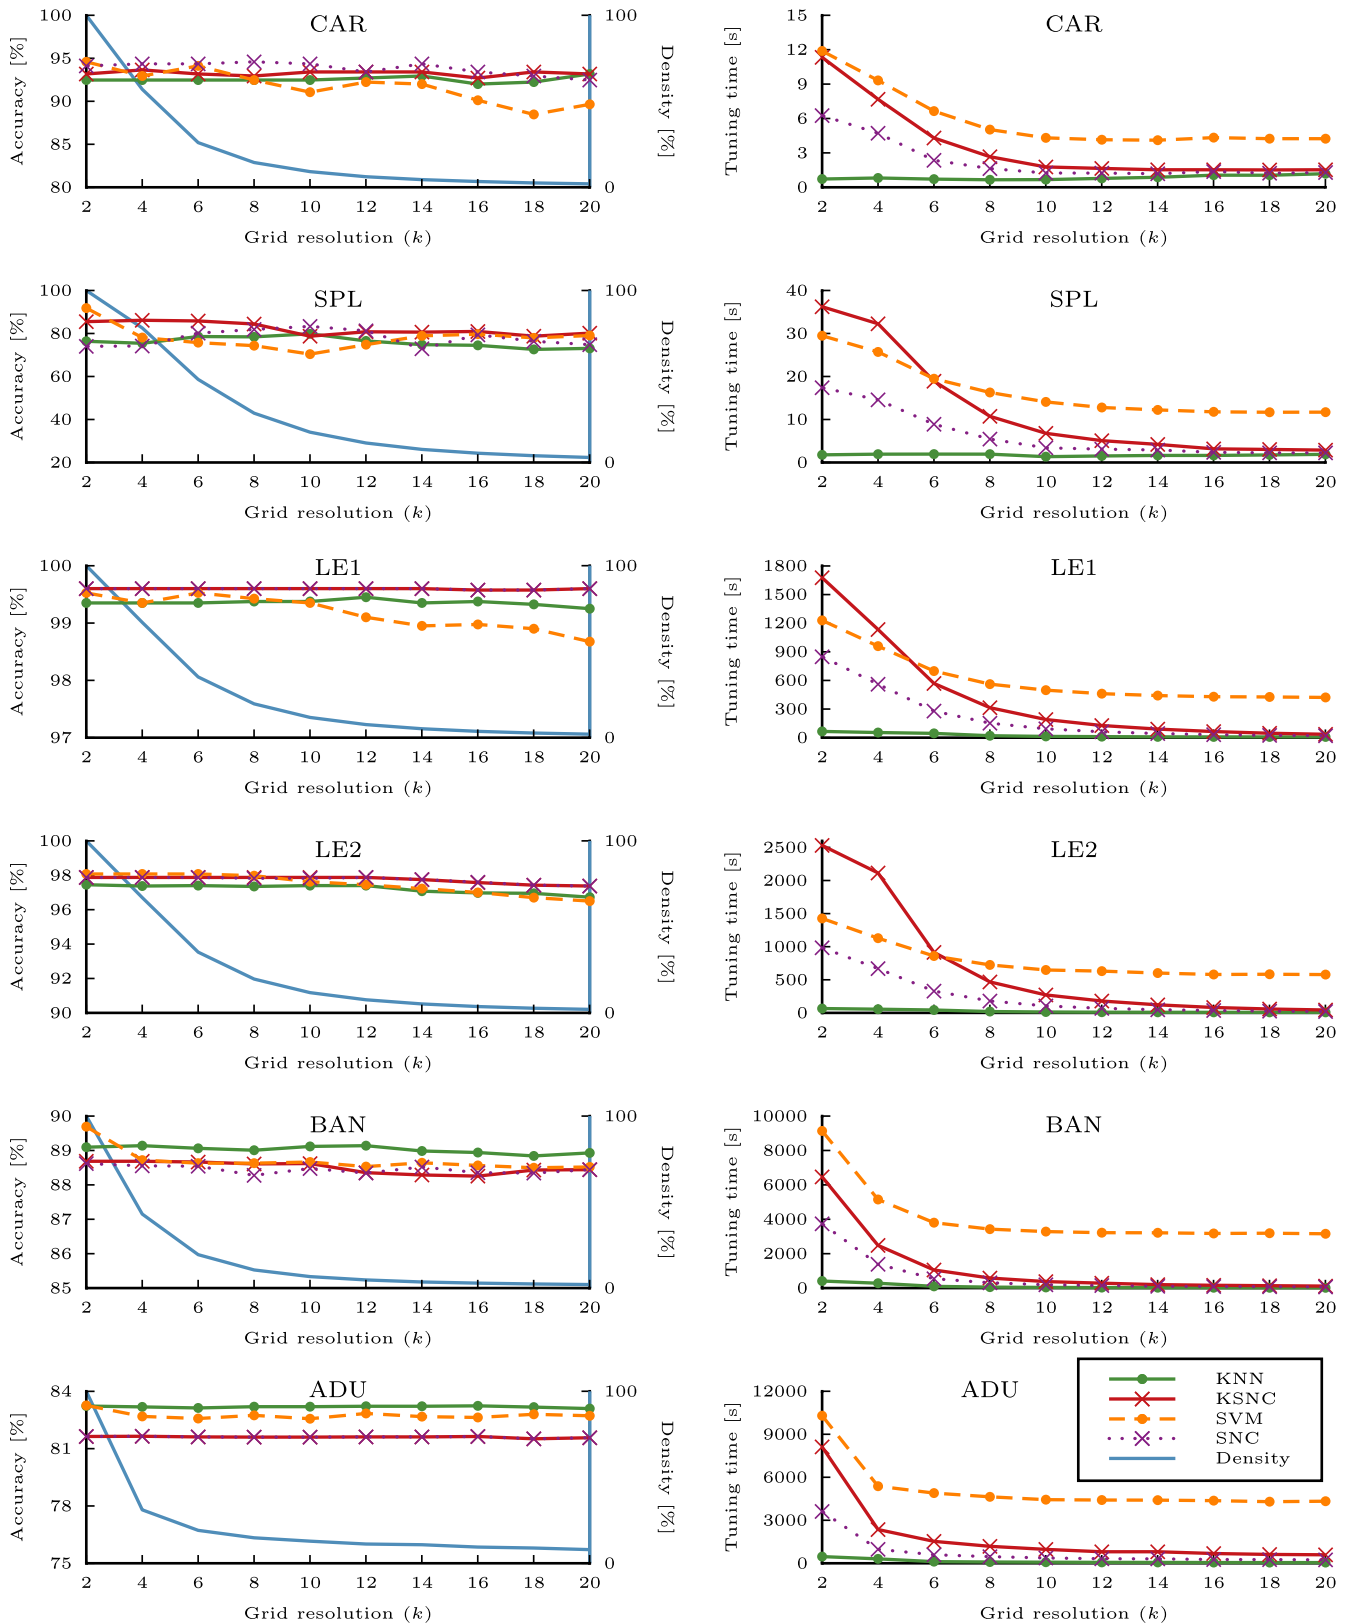 CAR
Accuracy [%]
100
95
90
85
80
100
0
Density [%]
2 4 6 8 10 12 14 16 18 20
Grid resolution (k)
CAR
Tuning time [s]
15
12
9
6
3
0
2 4 6 8 10 12 14 16 18 20
Grid resolution (k)
SPL
Accuracy [%]
100
80
60
40
20
100
0
Density [%]
2 4 6 8 10 12 14 16 18 20
Grid resolution (k)
SPL
Tuning time [s]
40
30
20
10
0
2 4 6 8 10 12 14 16 18 20
Grid resolution (k)
LE1
Accuracy [%]
100
99
98
97
100
0
Density [%]
2 4 6 8 10 12 14 16 18 20
Grid resolution (k)
LE1
Tuning time [s]
1800
1500
1200
900
600
300
0
2 4 6 8 10 12 14 16 18 20
Grid resolution (k)
LE2
Accuracy [%]
100
98
96
94
92
90
100
0
Density [%]
2 4 6 8 10 12 14 16 18 20
Grid resolution (k)
LE2
Tuning time [s]
2500
2000
1500
1000
500
0
2 4 6 8 10 12 14 16 18 20
Grid resolution (k)
BAN
Accuracy [%]
90
89
88
87
86
85
100
0
Density [%]
2 4 6 8 10 12 14 16 18 20
Grid resolution (k)
BAN
Tuning time [s]
10000
8000
6000
4000
2000
0
2 4 6 8 10 12 14 16 18 20
Grid resolution (k)
ADU
Accuracy [%]
84
81
78
75
100
0
Density [%]
2 4 6 8 10 12 14 16 18 20
Grid resolution (k)
ADU
Tuning time [s]
12000
9000
6000
3000
0
2 4 6 8 10 12 14 16 18 20
Grid resolution (k)
KNN
KSNC
SVM
SNC
Density